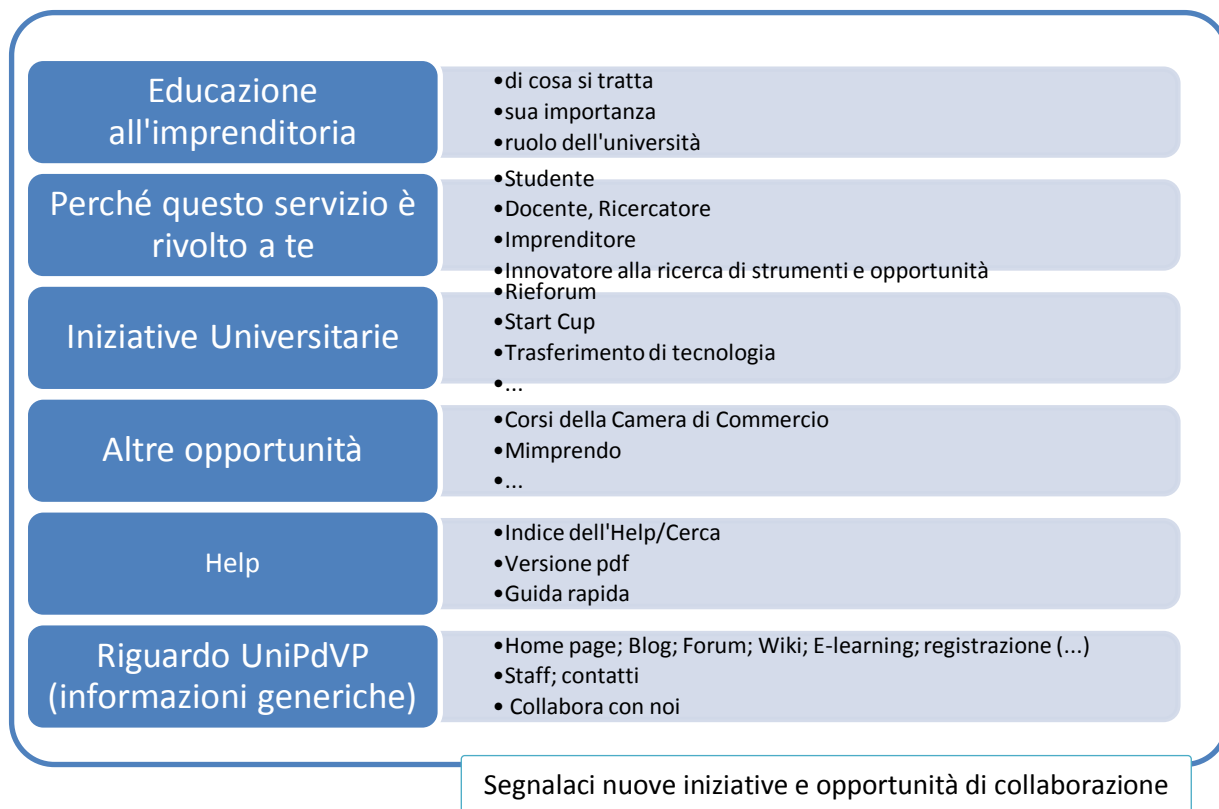 Educazione
all'imprenditoria
•di cosa si tratta
•sua importanza
•ruolo dell'università
Perché questo servizio è
rivolto a te
•Studente
•Docente, Ricercatore
•Imprenditore
•Innovatore alla ricerca di strumenti e opportunità
Iniziative Universitarie
•Rieforum
•Start Cup
•Trasferimento di tecnologia
•...
Altre opportunità
•Corsi della Camera di Commercio
•Mimprendo
•...
Help
•Indice dell'Help/Cerca
•Versione pdf
•Guida rapida
Riguardo UniPdVP
(informazioni generiche)
•Home page; Blog; Forum; Wiki; E-learning; registrazione (...)
•Staff; contatti
• Collabora con noi
Segnalaci nuove iniziative e opportunità di collaborazione